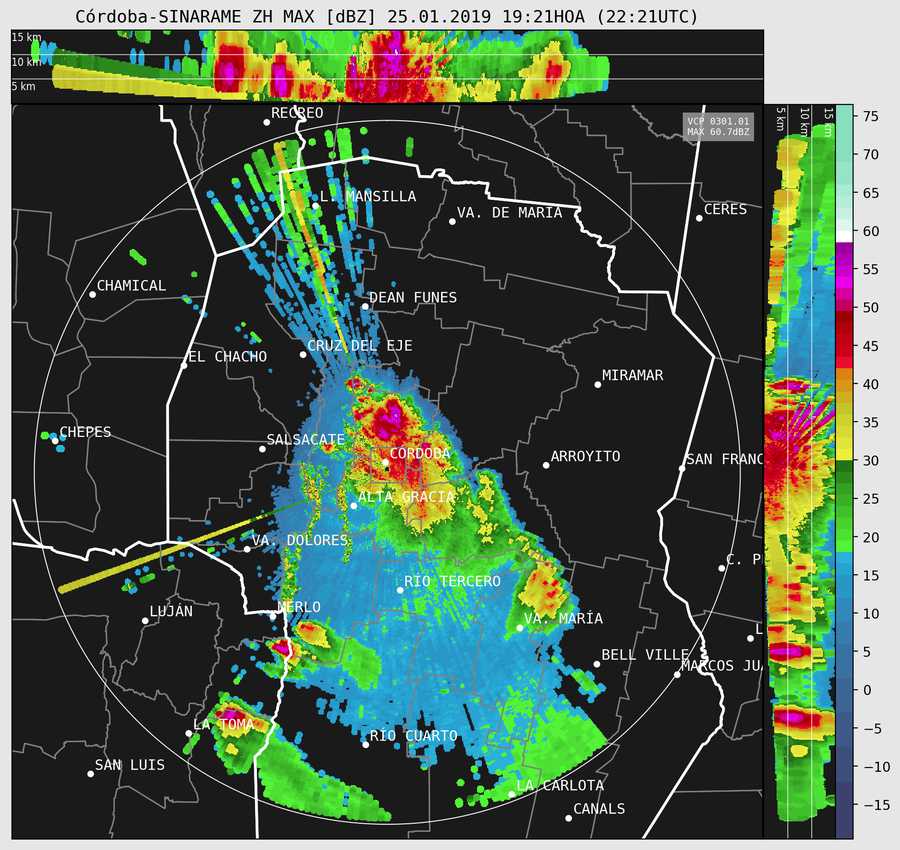 Córdoba-SINARAME ZH MAX [dBZ] 25.01.2019 19:21HOA (22:21UTC)
15 km
10 km
5 km
5 km
10 km
15 km
VCP 0301.01
MAX 60.7dBZ
RECREO
L. MANSILLA
VA. DE MARIA
CERES
CHAMICAL
DEAN FUNES
EL CHACHO
CRUZ DEL EJE
MIRAMAR
CHEPES
SALSACATE
CORDOBA
ARROYITO
SAN FRANC
ALTA GRACIA
VA. DOLORES
C. P
RIO TERCERO
LUJÁN
MERLO
VA. MARÍA
L
BELL VILLE
MARCOS JU
LA TOMA
RIO CUARTO
SAN LUIS
LA CARLOTA
CANALS
75
70
65
60
55
50
45
40
35
30
25
20
15
10
5
0
−5
−10
−15